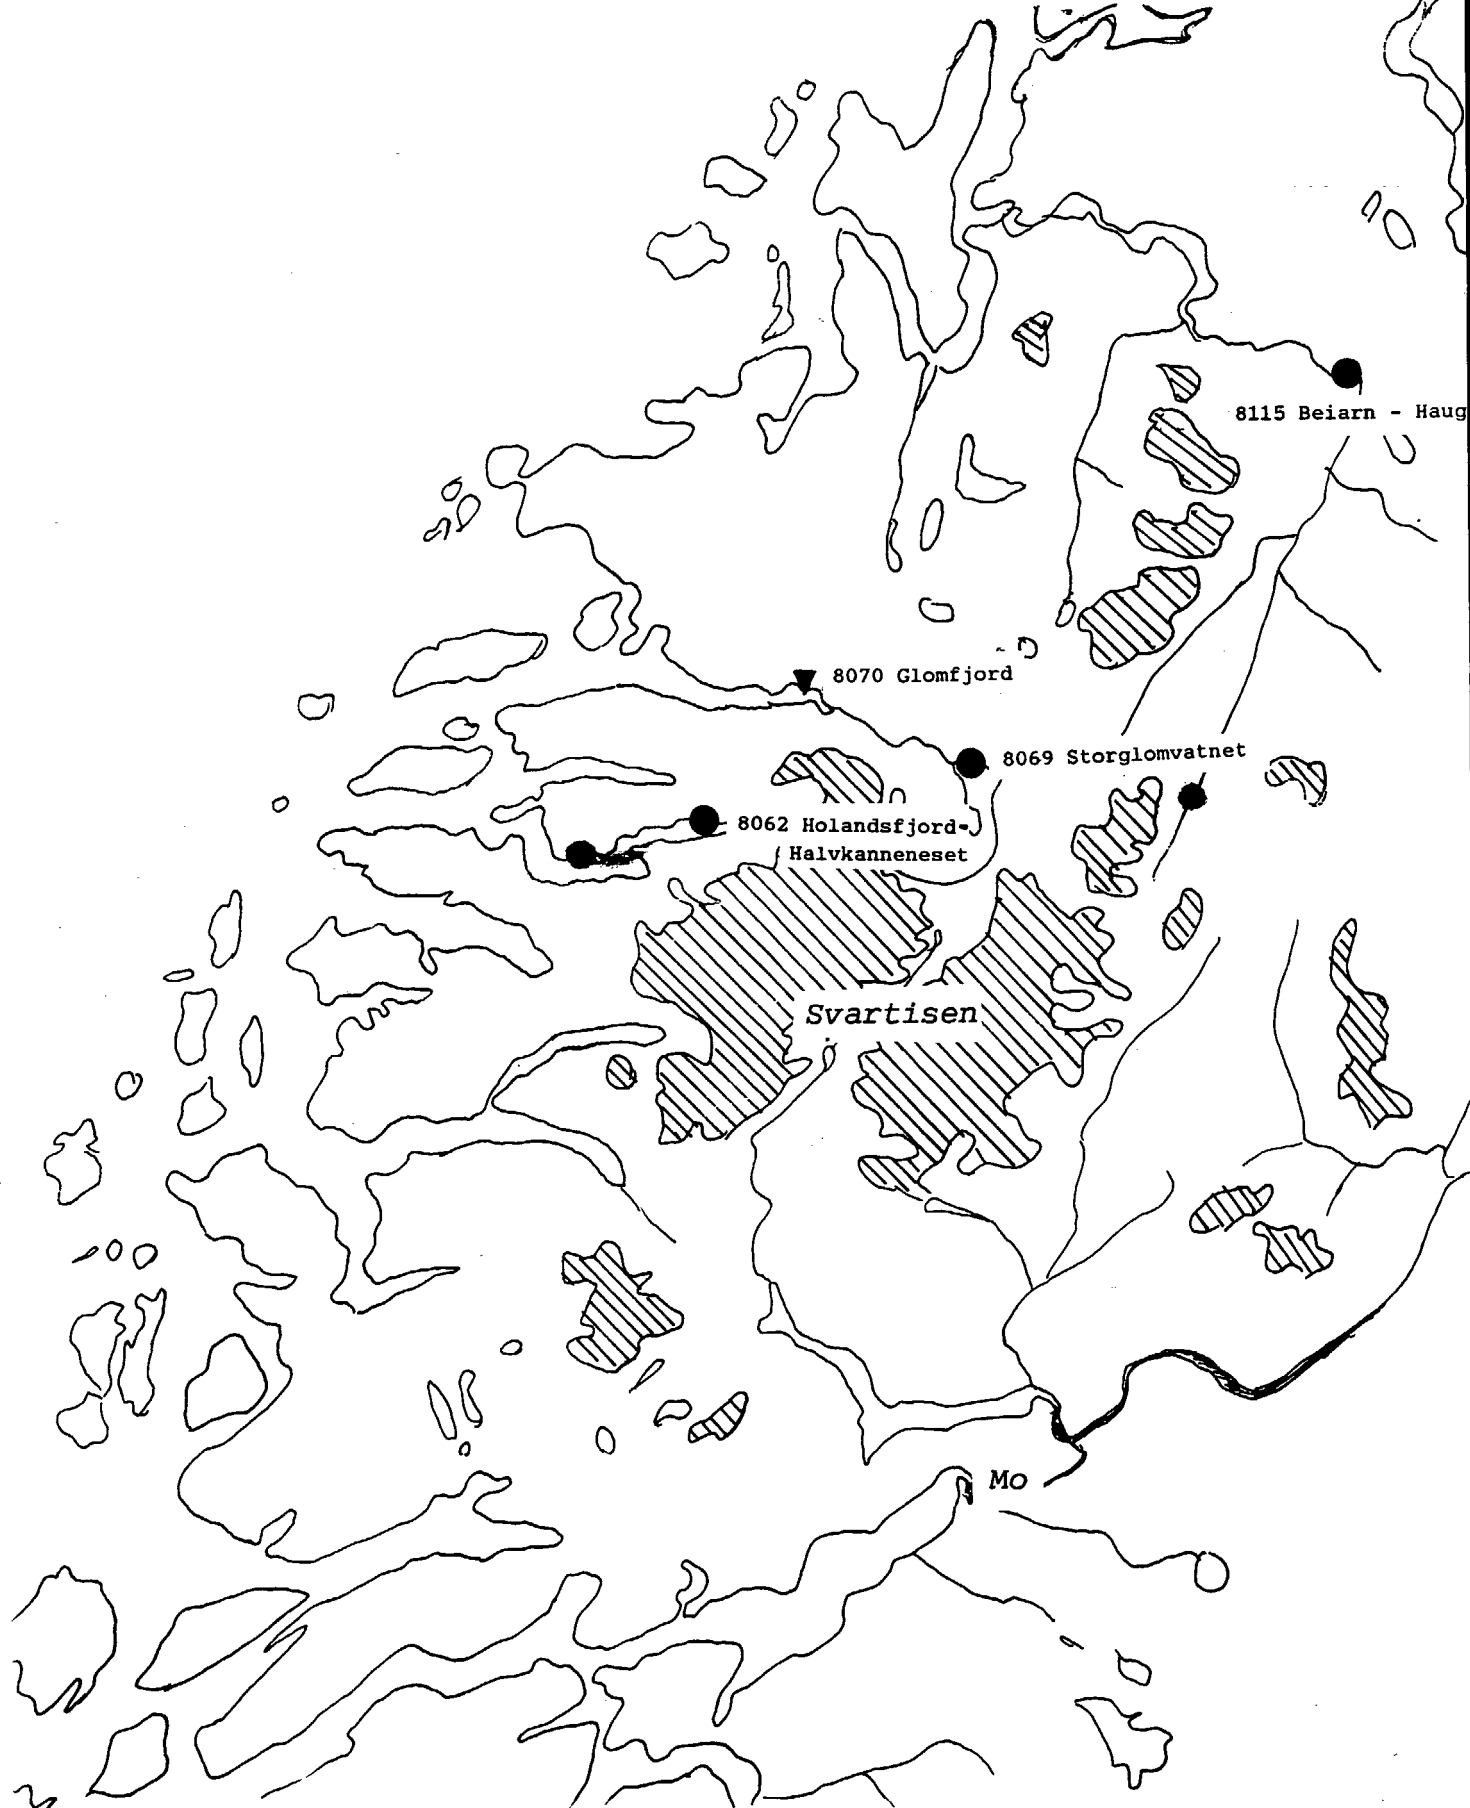 8115 Beiarn - Haug
8070 Glomfjord
8069 Storglomvatnet
8062 Holandsfjord-
Halvkanneneset
Svartisen
Mo